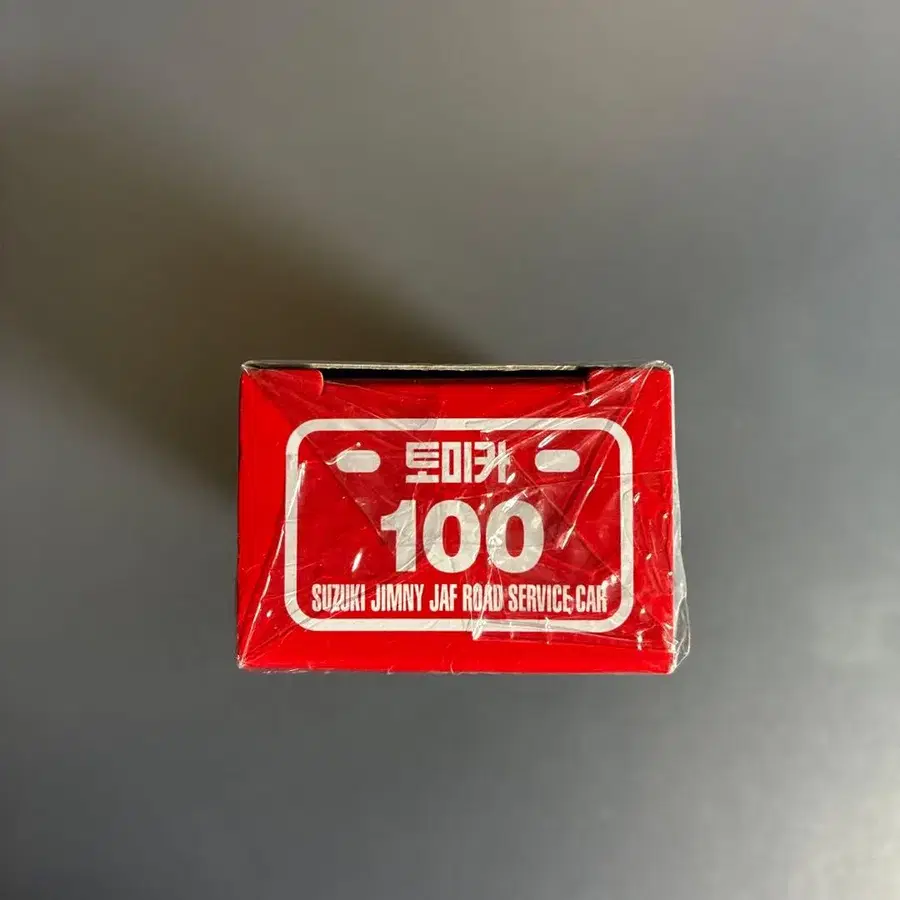 토미카
100
SUZUKI JIMNY JAF ROAD SERVICE CAR